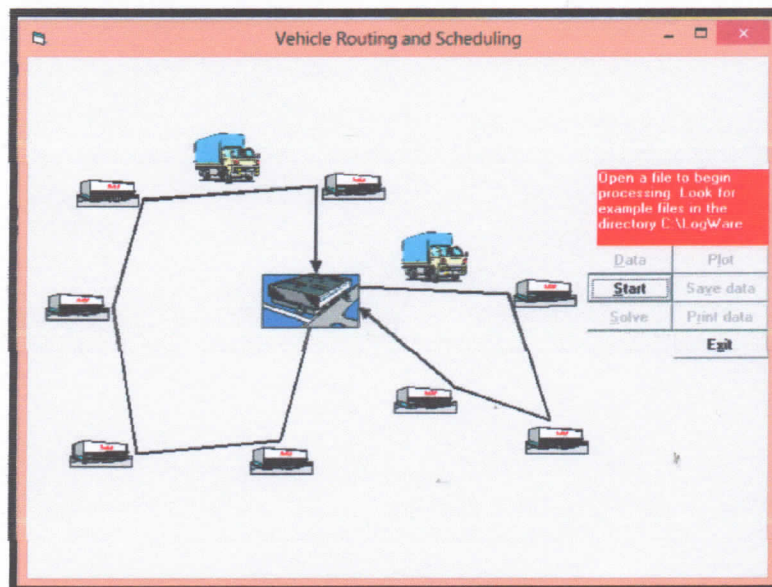 Vehicle Routing and Scheduling
Open a file to begin
processing. Look for
example files in the
directory C:\LogWare
Data
Plot
Start
Save data
Solve
Print data
Exit